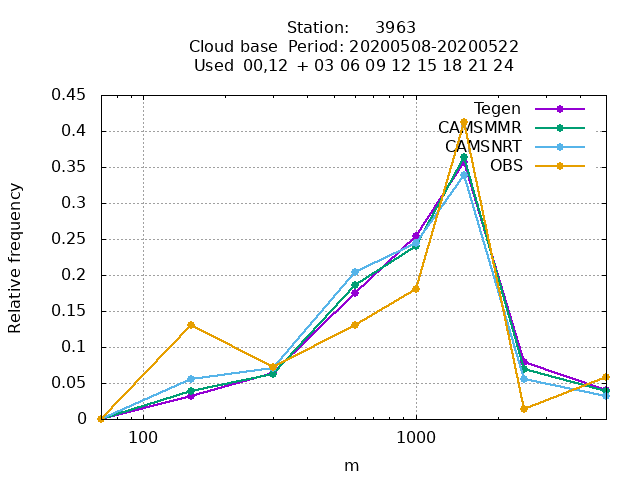 Station: 3963
Cloud base Period: 20200508-20200522
Used 00,12 + 03 06 09 12 15 18 21 24
0.45
0.4
0.35
0.3
0.25
0.2
0.15
0.1
0.05
0
Relative frequency
Tegen
CAMSMMR
CAMSNRT
OBS
100
1000
m